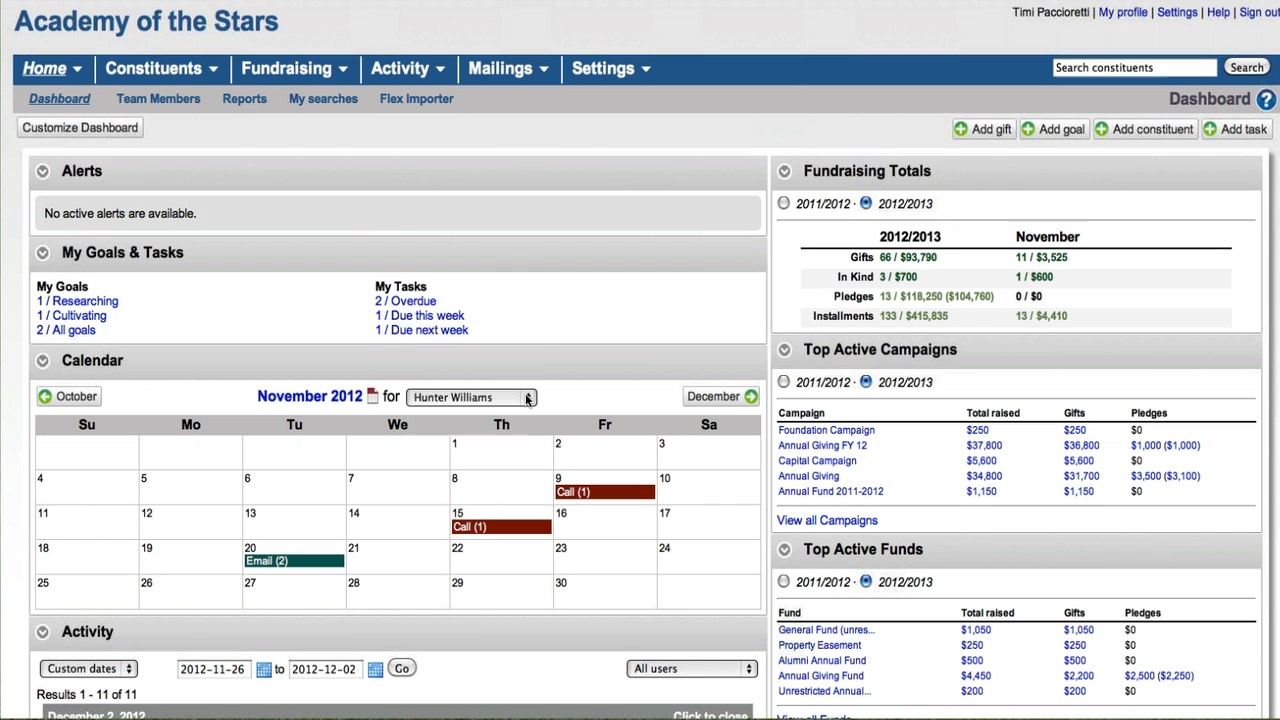 Academy of the Stars
Timi Paccioretti | My profile | Settings | Help | Sign out
Home Constituents Fundraising Activity Mailings Settings
Search constituents Search
Dashboard Team Members Reports My searches Flex Importer
Dashboard ?
Customize Dashboard
Add gift Add goal Add constituent Add task
Alerts
No active alerts are available.
My Goals & Tasks
My Goals My Tasks
1 / Researching 2 / Overdue
1 / Cultivating 1 / Due this week
2 / All goals 1 / Due next week
Calendar
October November 2012 for Hunter Williams December
Su Mo Tu We Th Fr Sa
1 2 3
4 5 6 7 8 9 10
Call (1)
11 12 13 14 15 16 17
Call (1)
18 19 20 21 22 23 24
Email (2)
25 26 27 28 29 30
Activity
Custom dates 2012-11-26 to 2012-12-02 Go All users
Results 1 - 11 of 11
December 2, 2012 Click to close
Fundraising Totals
2011/2012 · 2012/2013
2012/2013 November
Gifts 66 / $93,790 11 / $3,525
In Kind 3 / $700 1 / $600
Pledges 13 / $118,250 ($104,760) 0 / $0
Installments 133 / $415,835 13 / $4,410
Top Active Campaigns
2011/2012 · 2012/2013
Campaign Total raised Gifts Pledges
Foundation Campaign $250 $250 $0
Annual Giving FY 12 $37,800 $36,800 $1,000 ($1,000)
Capital Campaign $5,600 $5,600 $0
Annual Giving $34,800 $31,700 $3,500 ($3,100)
Annual Fund 2011-2012 $1,150 $1,150 $0
View all Campaigns
Top Active Funds
2011/2012 · 2012/2013
Fund Total raised Gifts Pledges
General Fund (unres... $1,050 $1,050 $0
Property Easement $250 $250 $0
Alumni Annual Fund $500 $500 $0
Annual Giving Fund $4,450 $2,200 $2,500 ($2,250)
Unrestricted Annual... $200 $200 $0
View all Funds